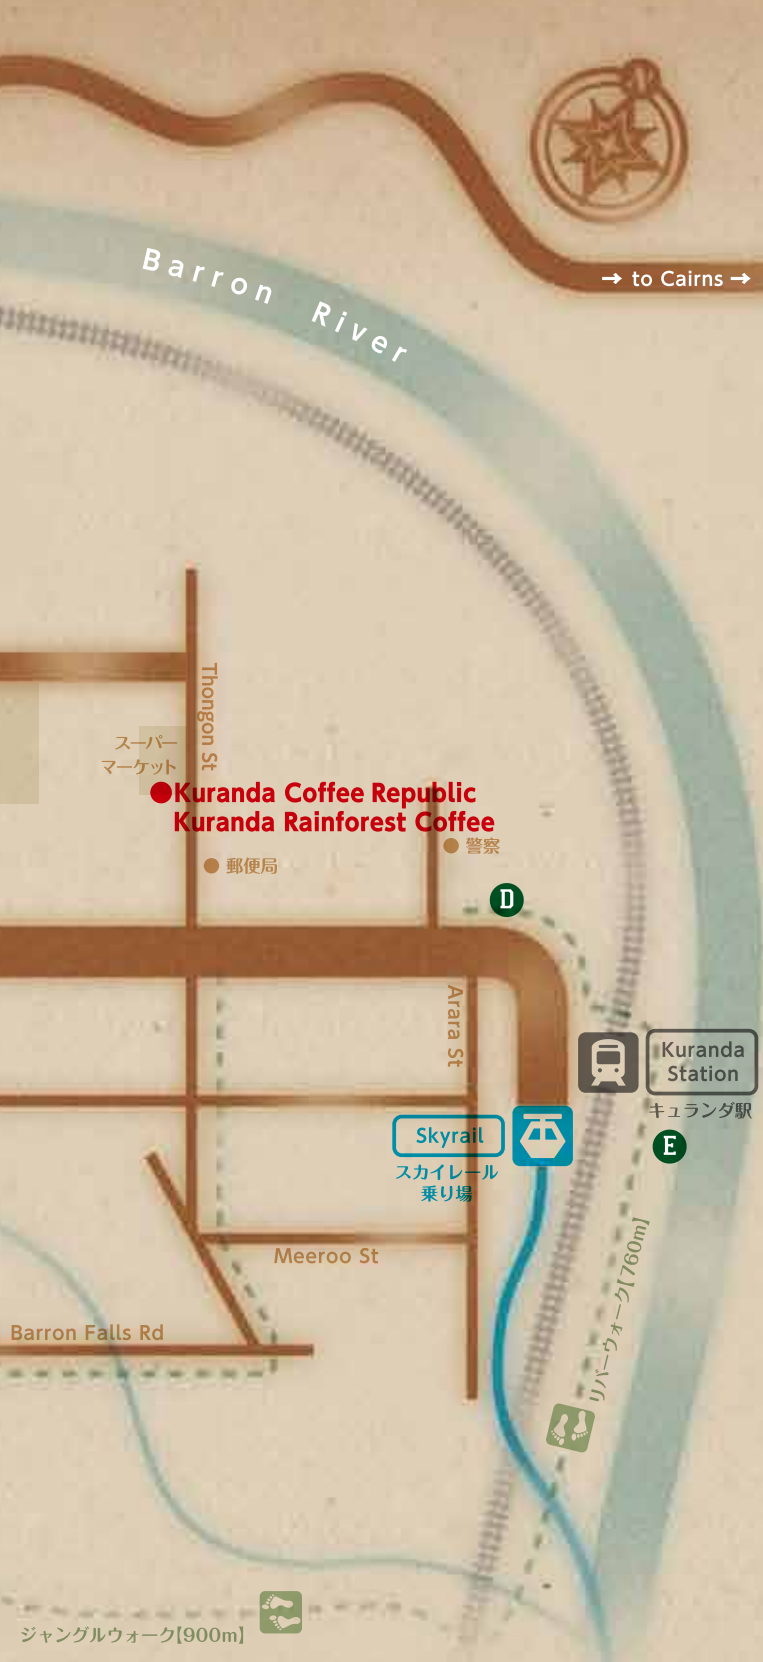 → to Cairns →
Barron River
Thongon St
スーパー
マーケット
Kuranda Coffee Republic
Kuranda Rainforest Coffee
警察
郵便局
D
Arara St
Kuranda
Station
キュランダ駅
Skyrail
スカイレール
乗り場
E
リバーウォーク【760m】
Meeroo St
Barron Falls Rd
ジャングルウォーク【900m】